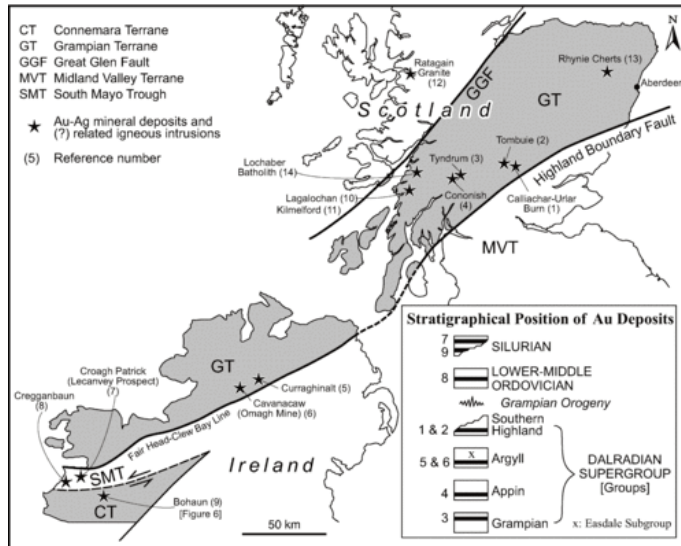 CT Connemara Terrane
GT Grampian Terrane
GGF Great Glen Fault
MVT Midland Valley Terrane
SMT South Mayo Trough
Au-Ag mineral deposits and
(?) related igneous intrusions
(5) Reference number
N
Ratagain
Granite
(12)
GGF
Rhynie Cherts (13)
Aberdeen
Scotland
GT
Highland Boundary Fault
Lochaber
Batholith (14)
Tyndrum (3)
Tombuie (2)
Lagalochan (10)
Kilmelford (11)
Cononish
(4)
Calliachar-Urlar
Burn (1)
MVT
GT
Croagh Patrick
(Lecanvey Prospect)
(7)
Cregganbaun
(8)
Curraghinalt (5)
Cavanacaw
(Omagh Mine) (6)
Fair Head-Clew Bay Line
SMT
Ireland
CT
Bohaun (9)
[Figure 6]
50 km
Stratigraphical Position of Au Deposits
7
9
SILURIAN
8
LOWER-MIDDLE
ORDOVICIAN
Grampian Orogeny
1 & 2
Southern
Highland
5 & 6
x
Argyll
4
Appin
3
Grampian
DALRADIAN
SUPERGROUP
[Groups]
x: Easdale Subgroup